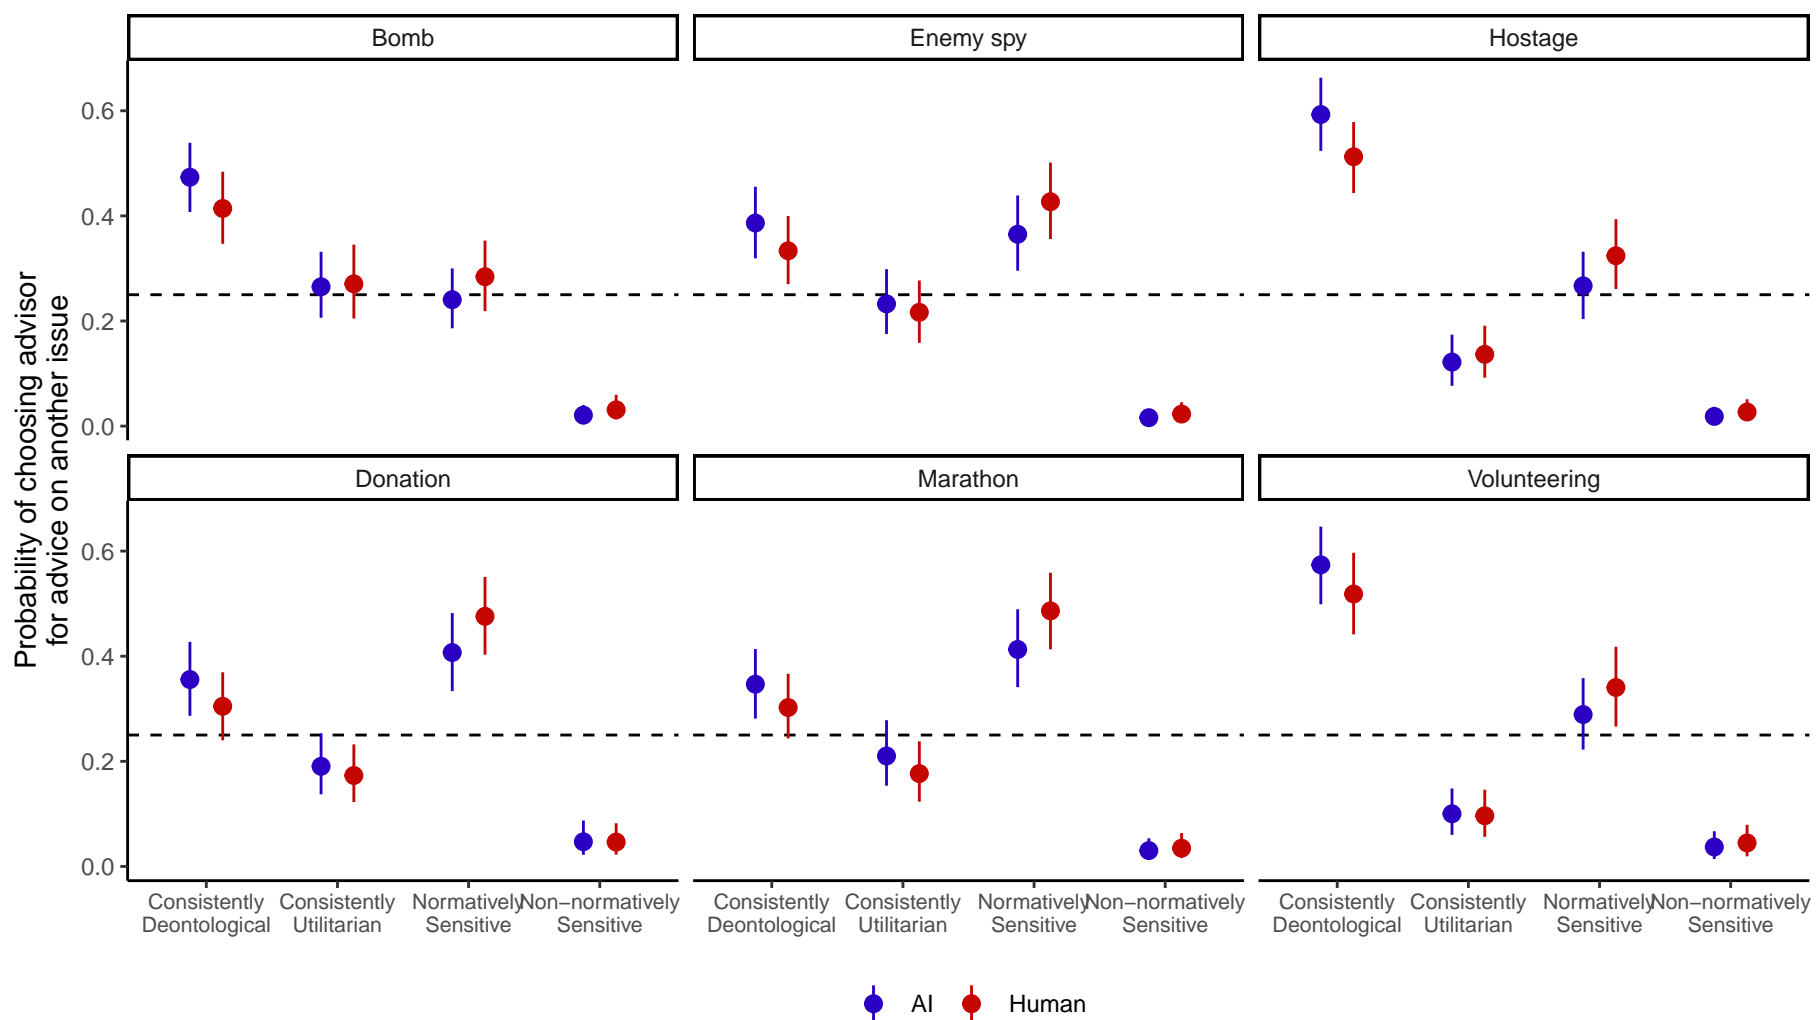 Bomb
Enemy spy
Hostage
Probability of choosing advisor
for advice on another issue
0.6
0.4
0.2
0.0
Donation
Marathon
Volunteering
0.6
0.4
0.2
0.0
Consistently Consistently Normatively Non−normatively
Deontological Utilitarian Sensitive Sensitive
Consistently Consistently Normatively Non−normatively
Deontological Utilitarian Sensitive Sensitive
Consistently Consistently Normatively Non−normatively
Deontological Utilitarian Sensitive Sensitive
AI Human